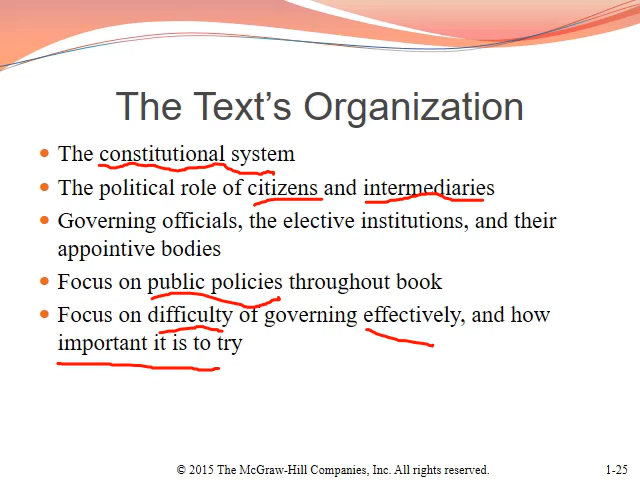 The Text's Organization
The constitutional system
The political role of citizens and intermediaries
Governing officials, the elective institutions, and their
appointive bodies
Focus on public policies throughout book
Focus on difficulty of governing effectively, and how
important it is to try
© 2015 The McGraw-Hill Companies, Inc. All rights reserved.
1-25